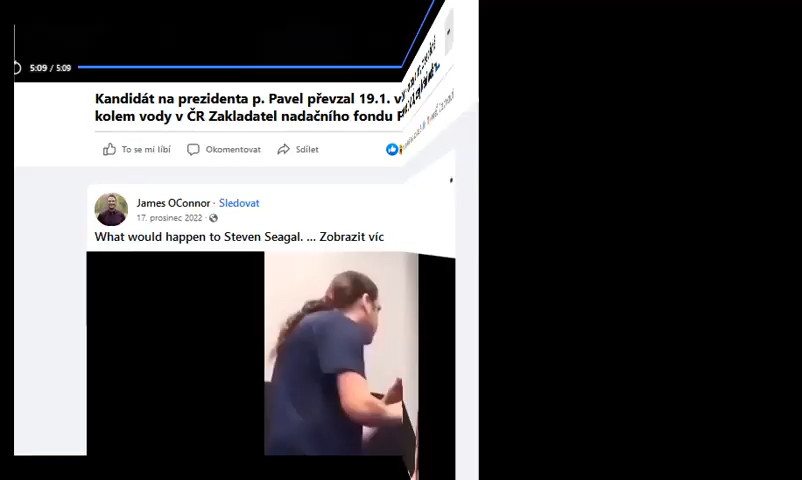 5:09 / 5:09
Kandidát na prezidenta p. Pavel převzal 19.1.
kolem vody v ČR Zakladatel nadačního fondu
To se mi líbí
Okomentovat
Sdílet
James OConnor · Sledovat
17. prosinec 2022 ·
What would happen to Steven Seagal. ... Zobrazit víc